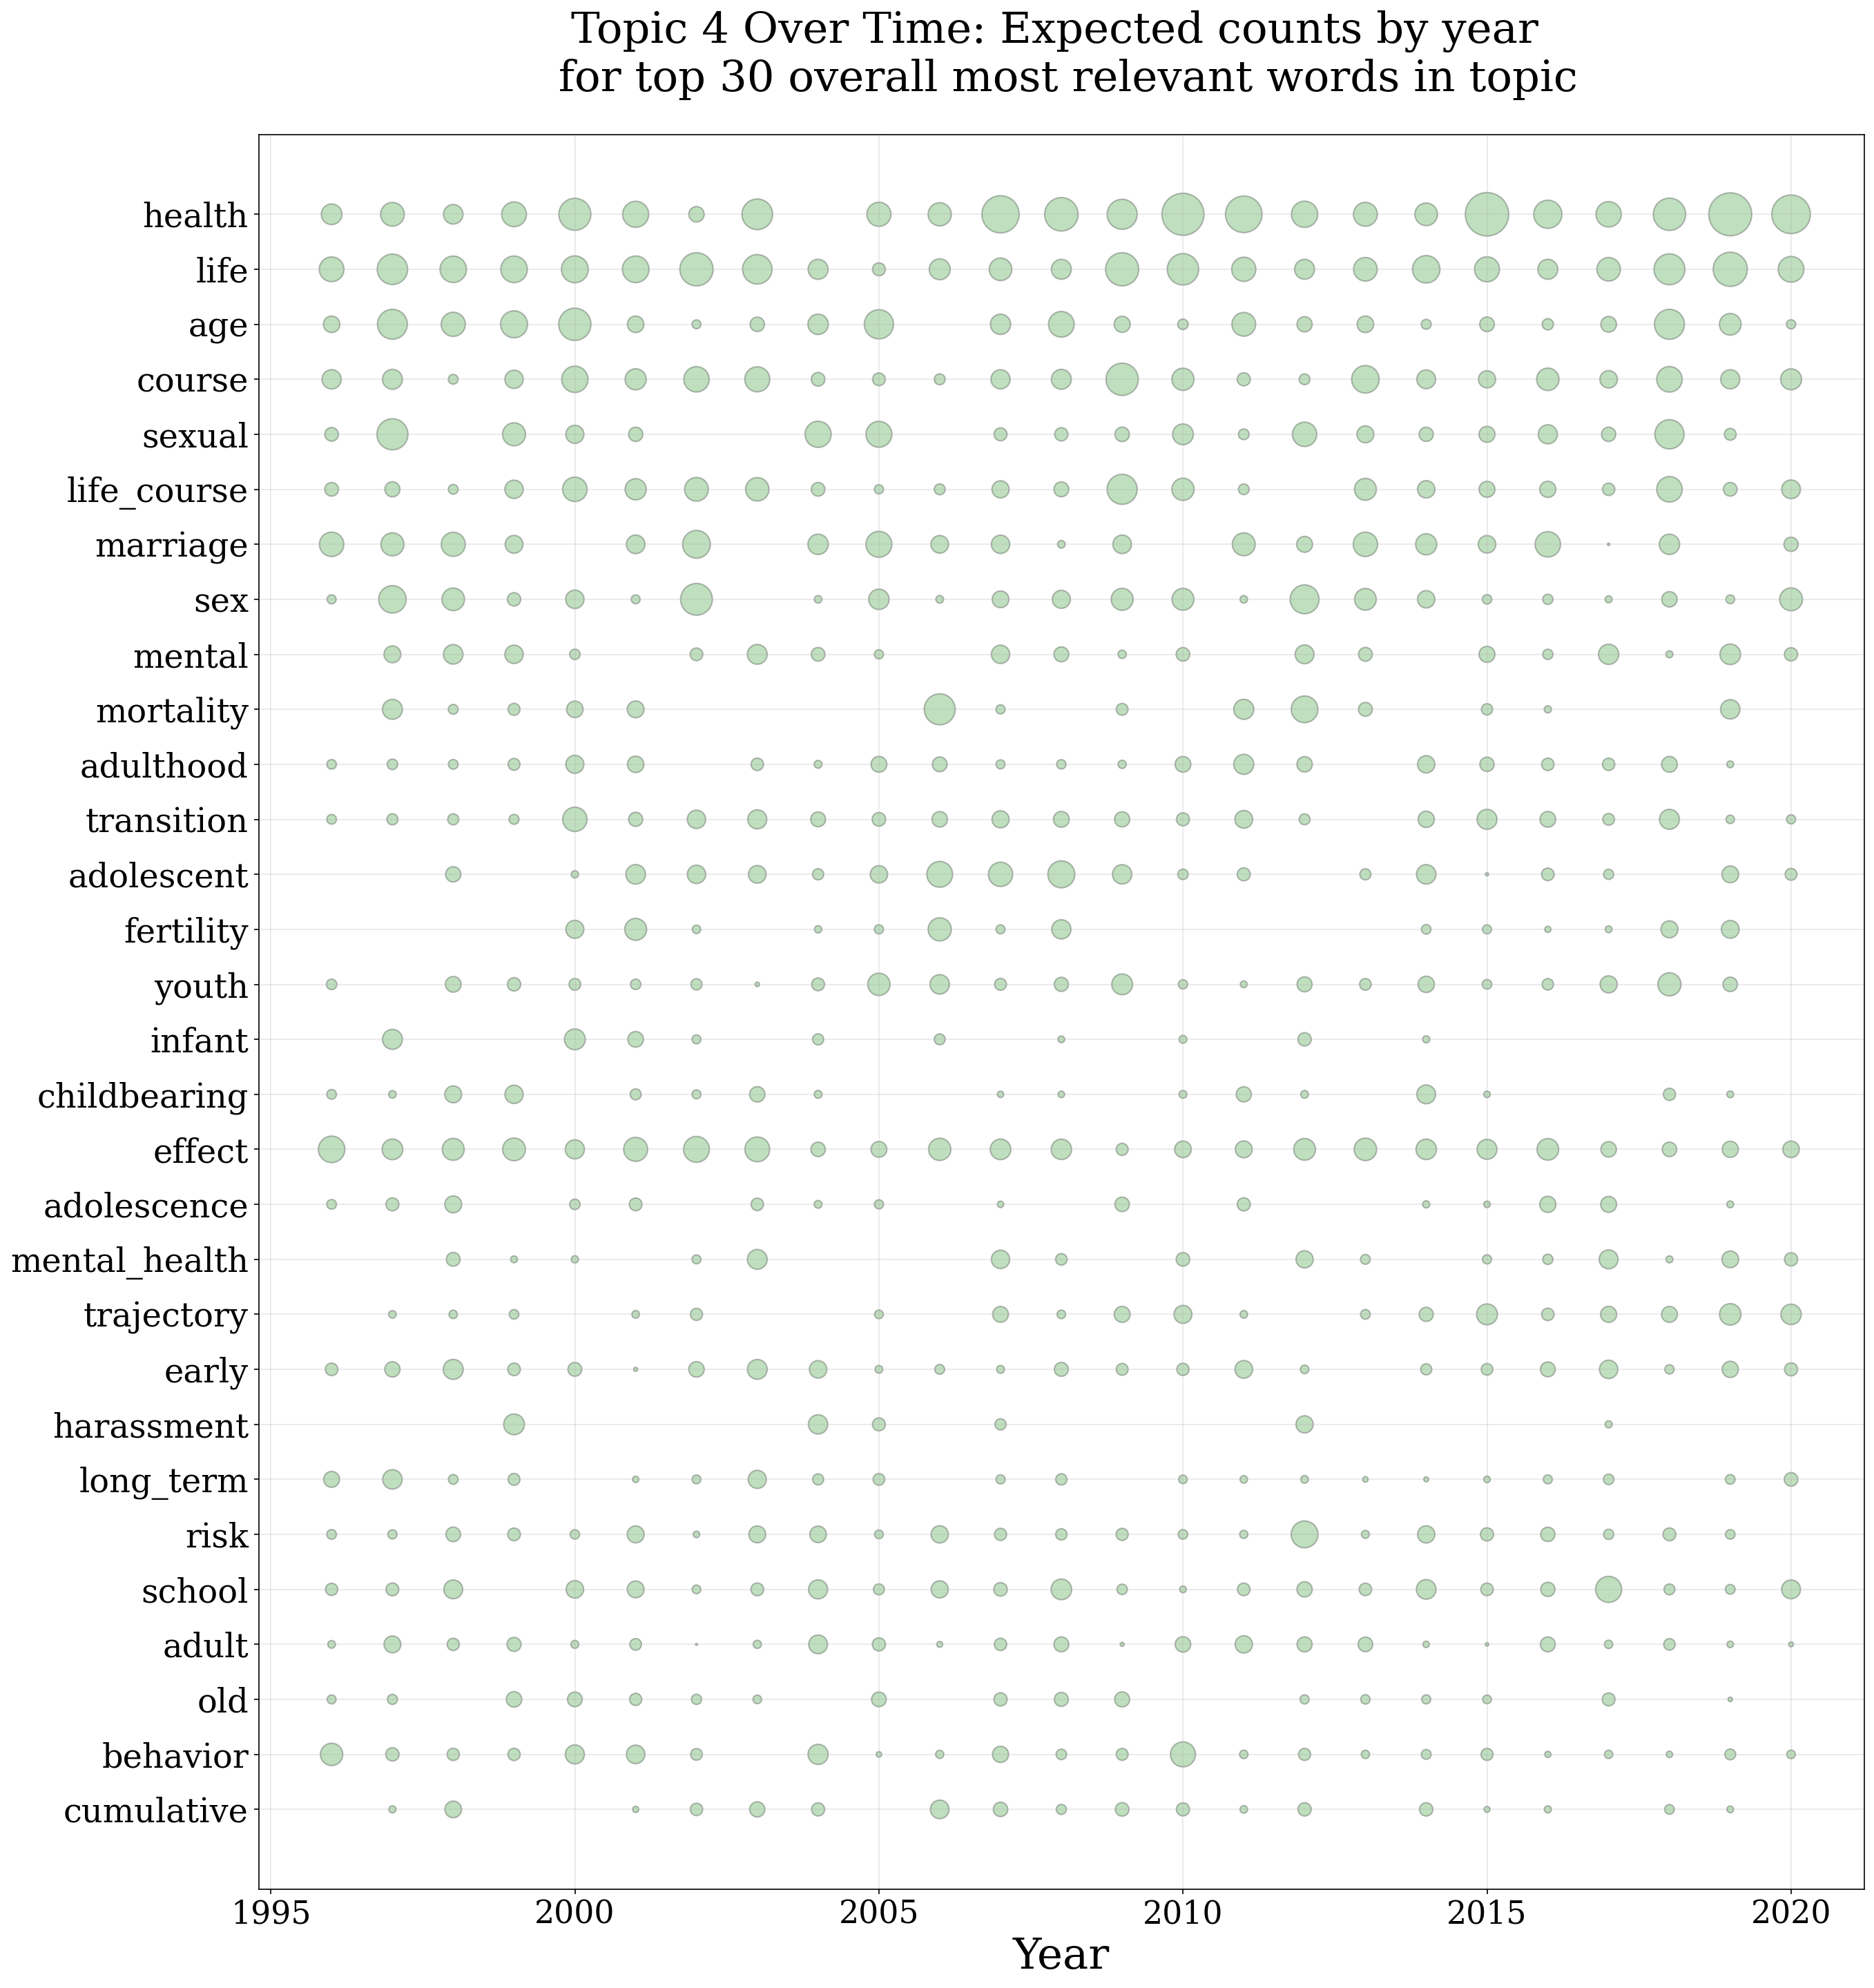 Topic 4 Over Time: Expected counts by year
for top 30 overall most relevant words in topic
health
life
age
course
sexual
life_course
marriage
sex
mental
mortality
adulthood
transition
adolescent
fertility
youth
infant
childbearing
effect
adolescence
mental_health
trajectory
early
harassment
long_term
risk
school
adult
old
behavior
cumulative
1995 2000 2005 2010 2015 2020
Year